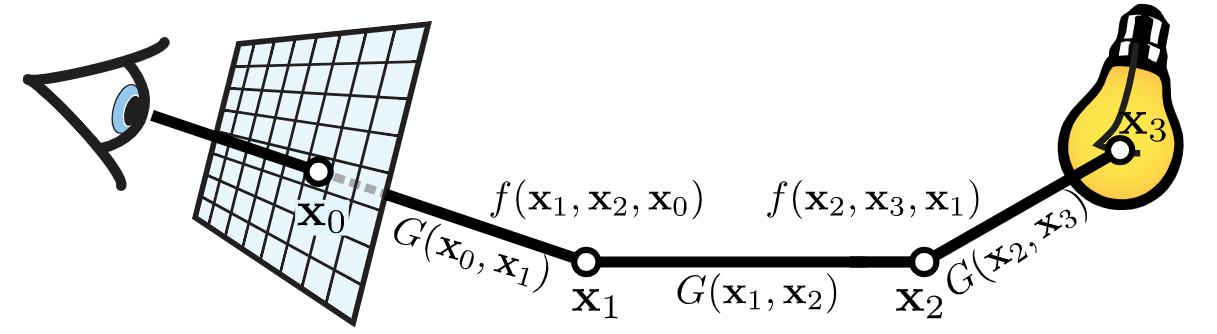 x₃
f(x₁, x₂, x₀)
f(x₂, x₃, x₁)
x₀
G(x₀, x₁)
G(x₂, x₃)
G(x₁, x₂)
x₁
x₂